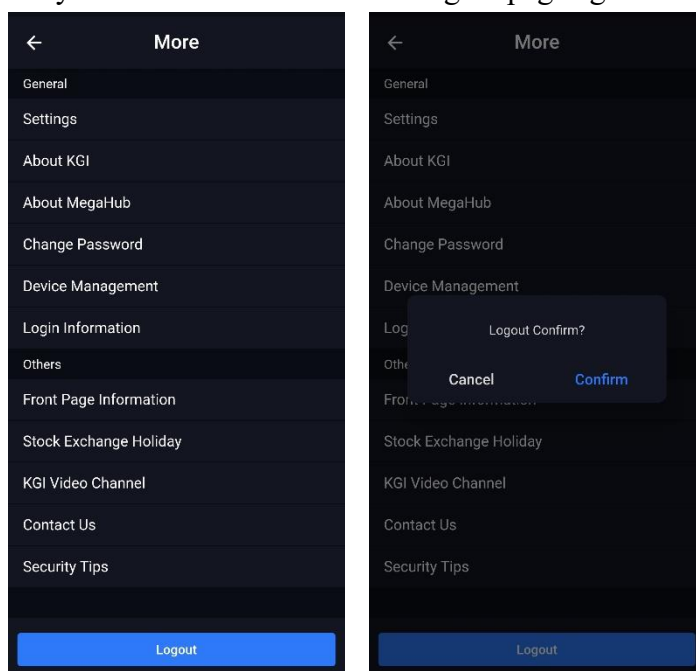 More
General
Settings
About KGI
About MegaHub
Change Password
Device Management
Login Information
Others
Front Page Information
Stock Exchange Holiday
KGI Video Channel
Contact Us
Security Tips
Logout
More
General
Settings
About KGI
About MegaHub
Change Password
Device Management
Log
Logout Confirm?
Othe
Cancel Confirm
Stock Exchange Holiday
KGI Video Channel
Contact Us
Security Tips
Logout